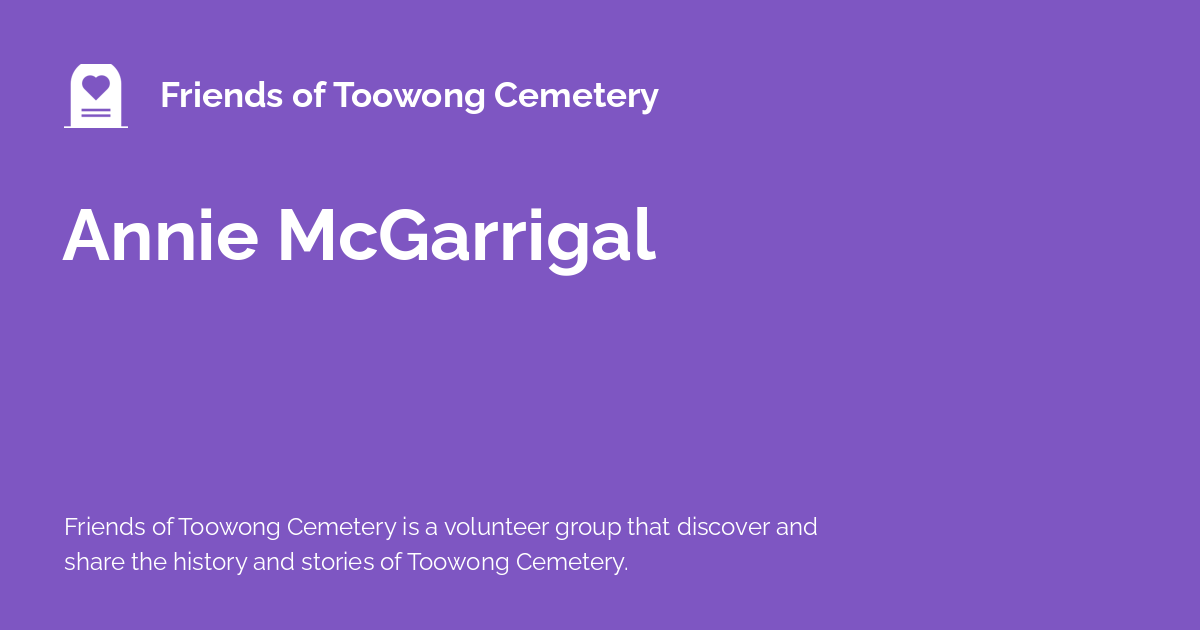 Friends of Toowong Cemetery
Annie McGarrigal
Friends of Toowong Cemetery is a volunteer group that discover and
share the history and stories of Toowong Cemetery.